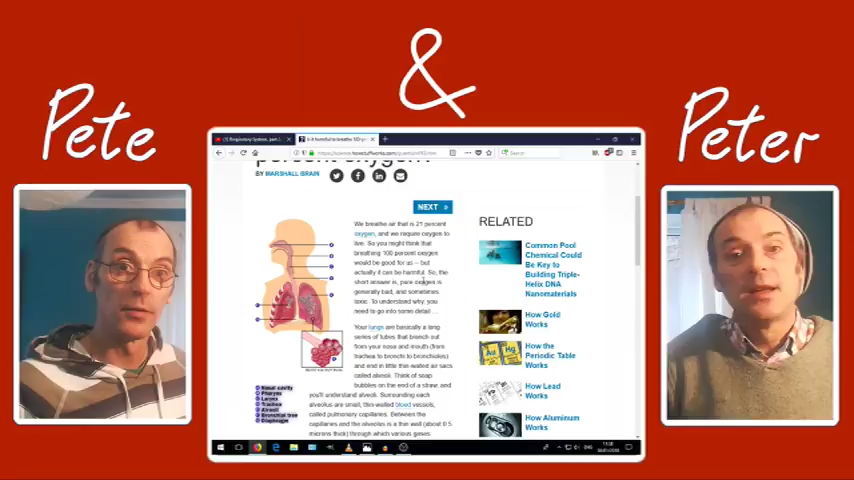 &
Pete
Peter
percent oxygen?
BY MARSHALL BRAIN
NEXT »
We breathe air that is 21 percent
oxygen, and we require oxygen to
live. So you might think that
breathing 100 percent oxygen
would be good for us -- but
actually it can be harmful. So, the
short answer is, pure oxygen is
generally bad, and sometimes
toxic. To understand why, you
need to go into some detail ...
Your lungs are basically a long
series of tubes that branch out
from your nose and mouth (from
trachea to bronchi to bronchioles)
and end in little thin-walled air sacs
called alveoli. Think of soap
bubbles on the end of a straw, and
you'll understand alveoli. Surrounding each
alveolus are small, thin-walled blood vessels,
called pulmonary capillaries. Between the
capillaries and the alveolus is a thin wall (about 0.5
microns thick) through which various gases
Nasal cavity
Pharynx
Larynx
Trachea
Alveoli
Bronchial tree
Diaphragm
RELATED
Common Pool
Chemical Could
Be Key to
Building Triple-
Helix DNA
Nanomaterials
How Gold
Works
Au Hg
How the
Periodic Table
Works
How Lead
Works
How Aluminum
Works
Search